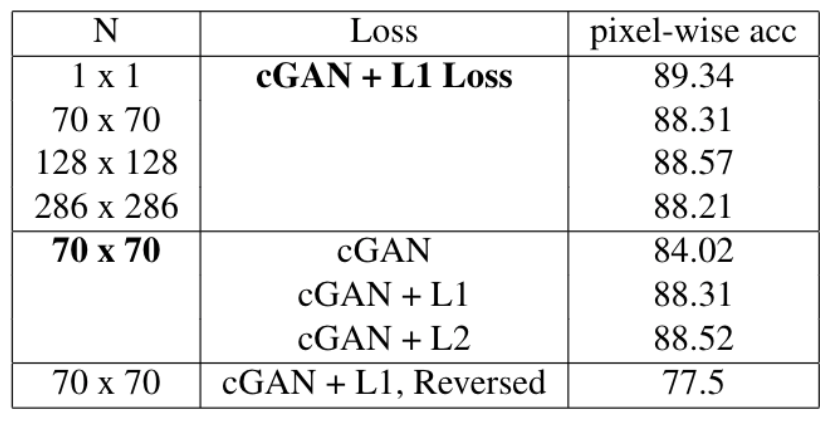 N Loss pixel-wise acc
1 x 1 cGAN + L1 Loss 89.34
70 x 70 88.31
128 x 128 88.57
286 x 286 88.21
70 x 70 cGAN 84.02
cGAN + L1 88.31
cGAN + L2 88.52
70 x 70 cGAN + L1, Reversed 77.5